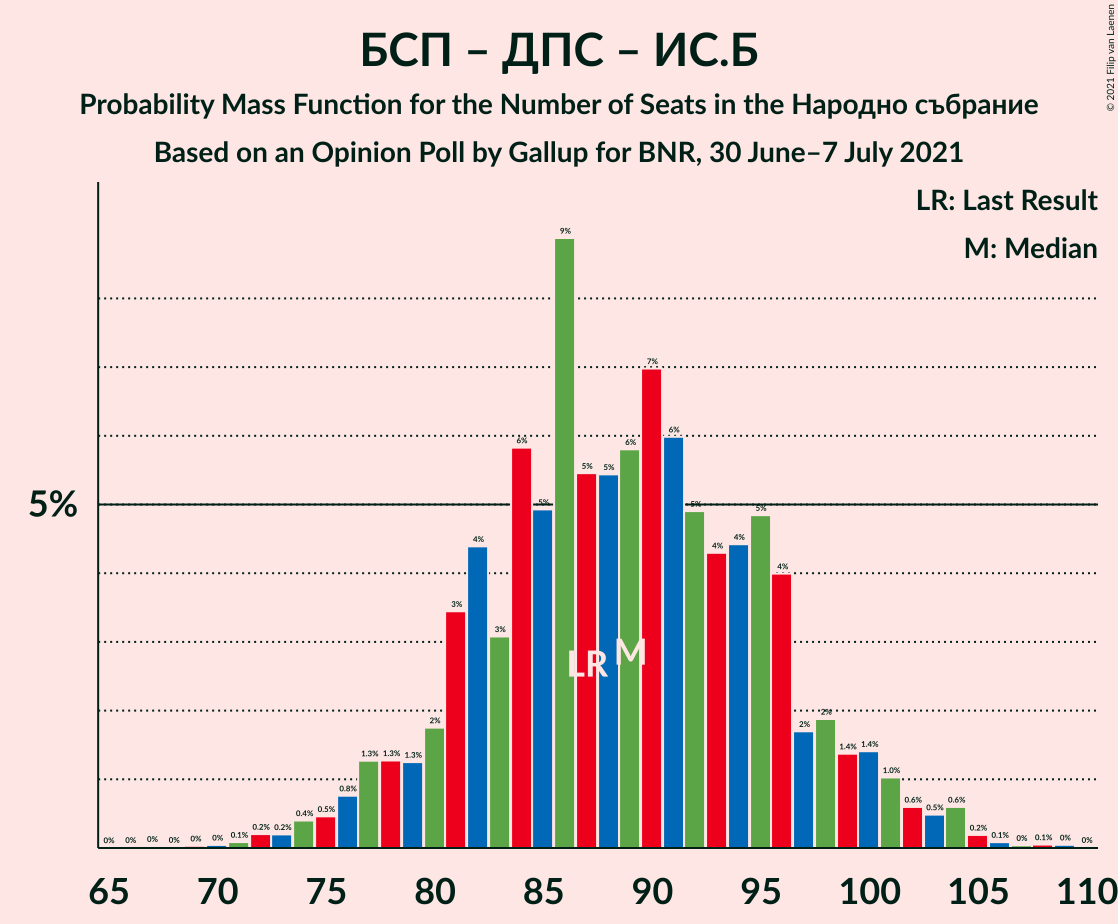 БСП – ДПС – ИС.Б
Probability Mass Function for the Number of Seats in the Народно събрание
Based on an Opinion Poll by Gallup for BNR, 30 June–7 July 2021
© 2021 Filip van Laenen
LR: Last Result
M: Median
5%
0% 0% 0% 0% 0% 0% 0.1% 0.2% 0.2% 0.4% 0.5% 0.8% 1.3% 1.3% 1.3% 2% 3% 4% 3% 6% 5% 9% 5% 5% 6% 7% 6% 5% 4% 4% 5% 4% 2% 2% 1.4% 1.4% 1.0% 0.6% 0.5% 0.6% 0.2% 0.1% 0% 0.1% 0% 0%
LR M
65 70 75 80 85 90 95 100 105 110